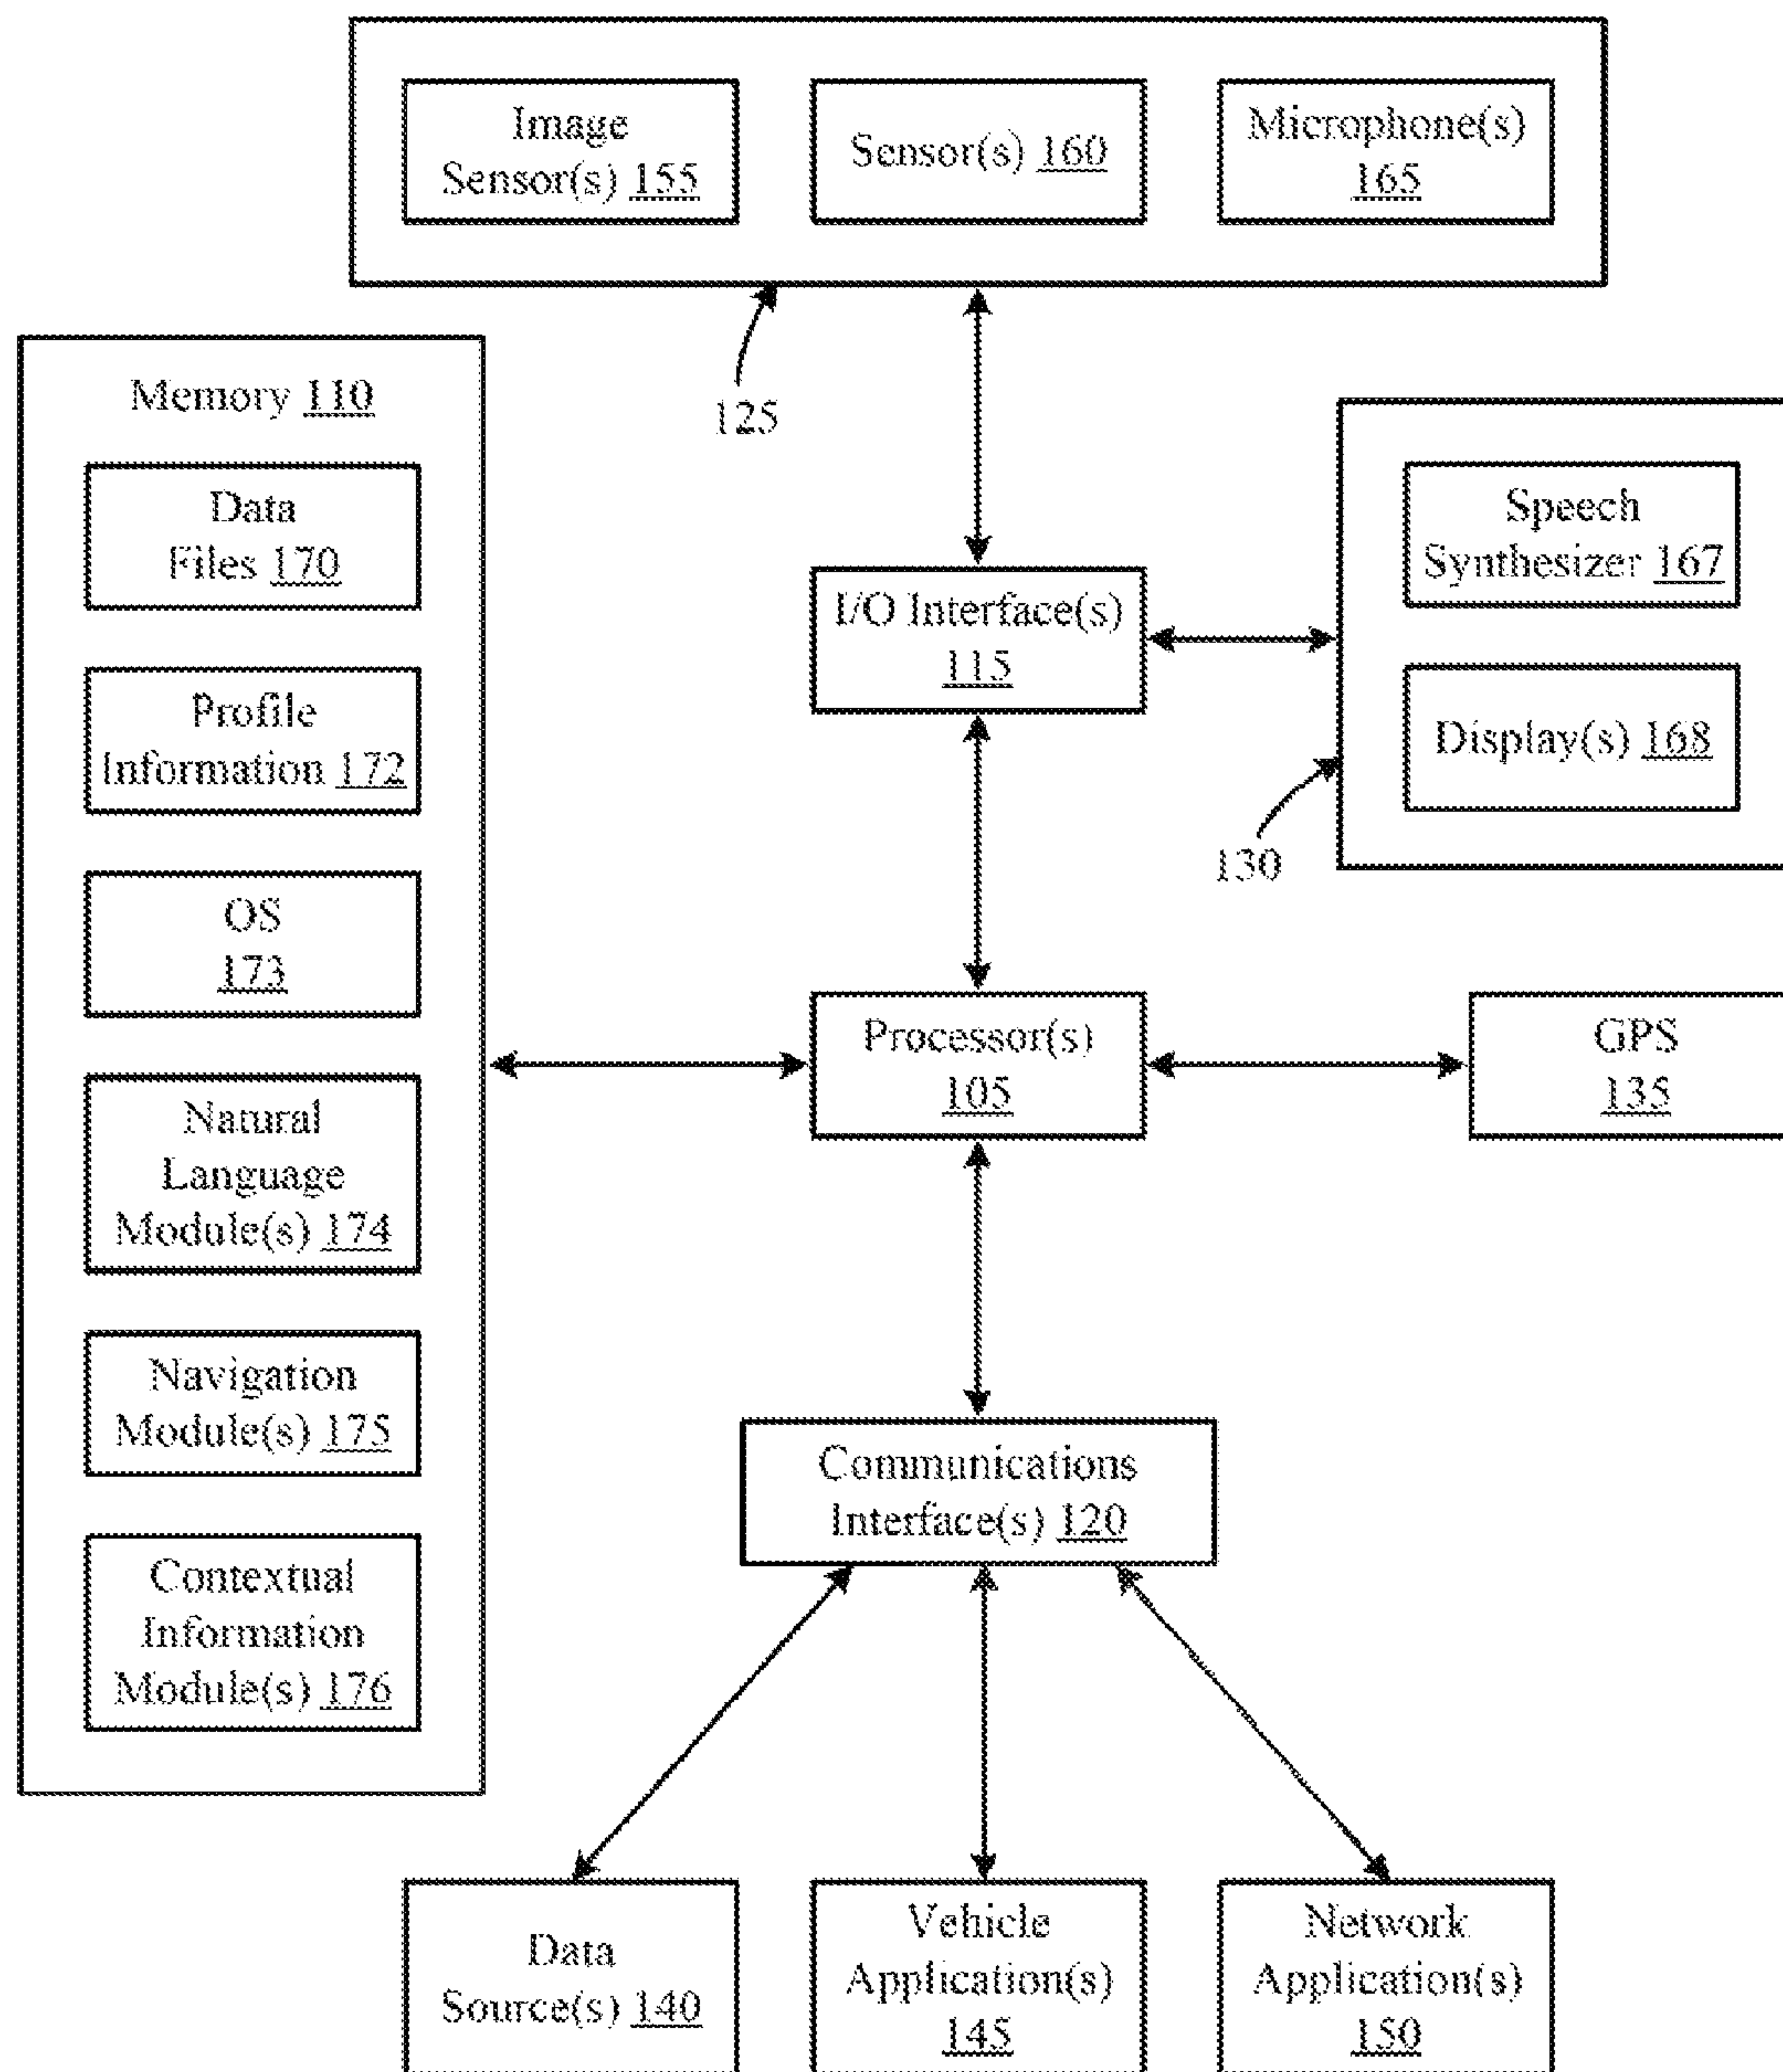 Image
Sensor(s) 155
Sensor(s) 160
Microphone(s)
165
125
Memory 110
Data
Files 170
Profile
Information 172
OS
173
Natural
Language
Module(s) 174
Navigation
Module(s) 175
Contextual
Information
Module(s) 176
I/O Interface(s)
115
Speech
Synthesizer 167
Display(s) 168
130
Processor(s)
105
GPS
135
Communications
Interface(s) 120
Data
Source(s) 140
Vehicle
Application(s)
145
Network
Application(s)
150